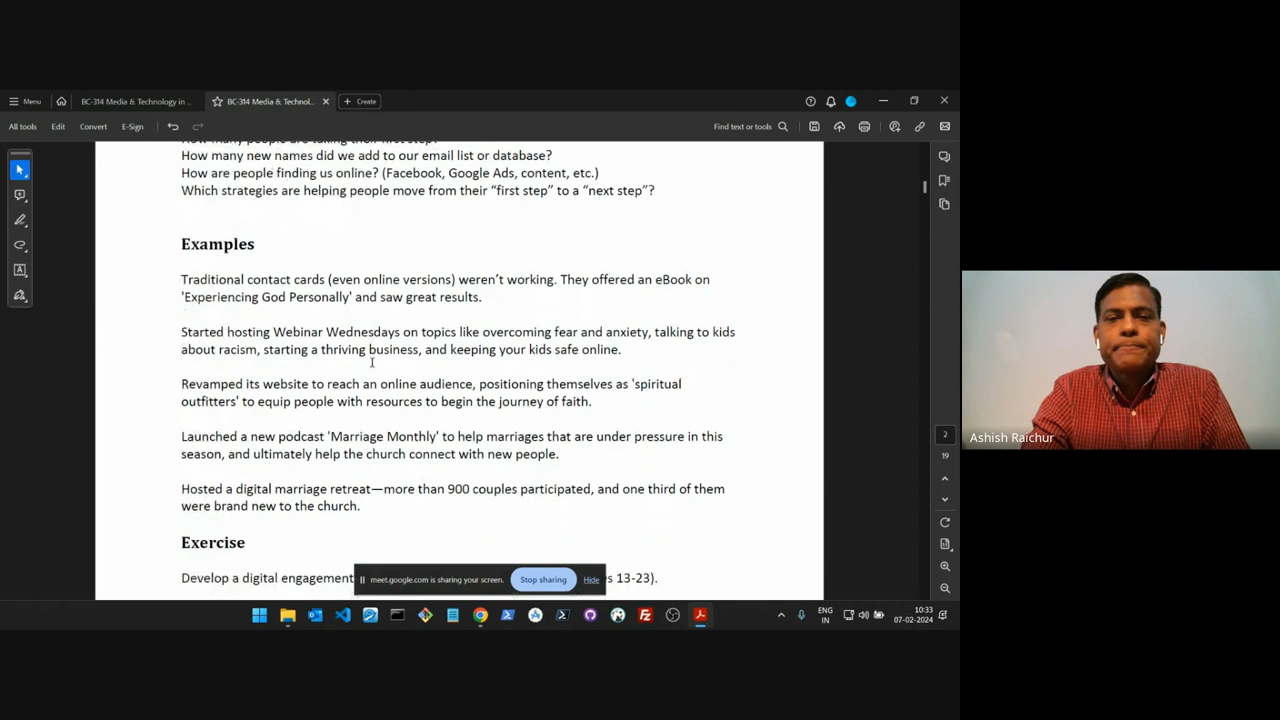 Menu
BC-314 Media & Technology in ...
BC-314 Media & Technol...
Create
All tools
Edit
Convert
E-Sign
Find text or tools
How many people are taking their first step?
How many new names did we add to our email list or database?
How are people finding us online? (Facebook, Google Ads, content, etc.)
Which strategies are helping people move from their “first step” to a “next step”?
Examples
Traditional contact cards (even online versions) weren’t working. They offered an eBook on
'Experiencing God Personally' and saw great results.
Started hosting Webinar Wednesdays on topics like overcoming fear and anxiety, talking to kids
about racism, starting a thriving business, and keeping your kids safe online.
Revamped its website to reach an online audience, positioning themselves as 'spiritual
outfitters' to equip people with resources to begin the journey of faith.
Launched a new podcast 'Marriage Monthly' to help marriages that are under pressure in this
season, and ultimately help the church connect with new people.
Hosted a digital marriage retreat—more than 900 couples participated, and one third of them
were brand new to the church.
Exercise
Develop a digital engagement
13-23).
meet.google.com is sharing your screen.
Stop sharing
Hide
2
19
Ashish Raichur
ENG
IN
10:33
07-02-2024